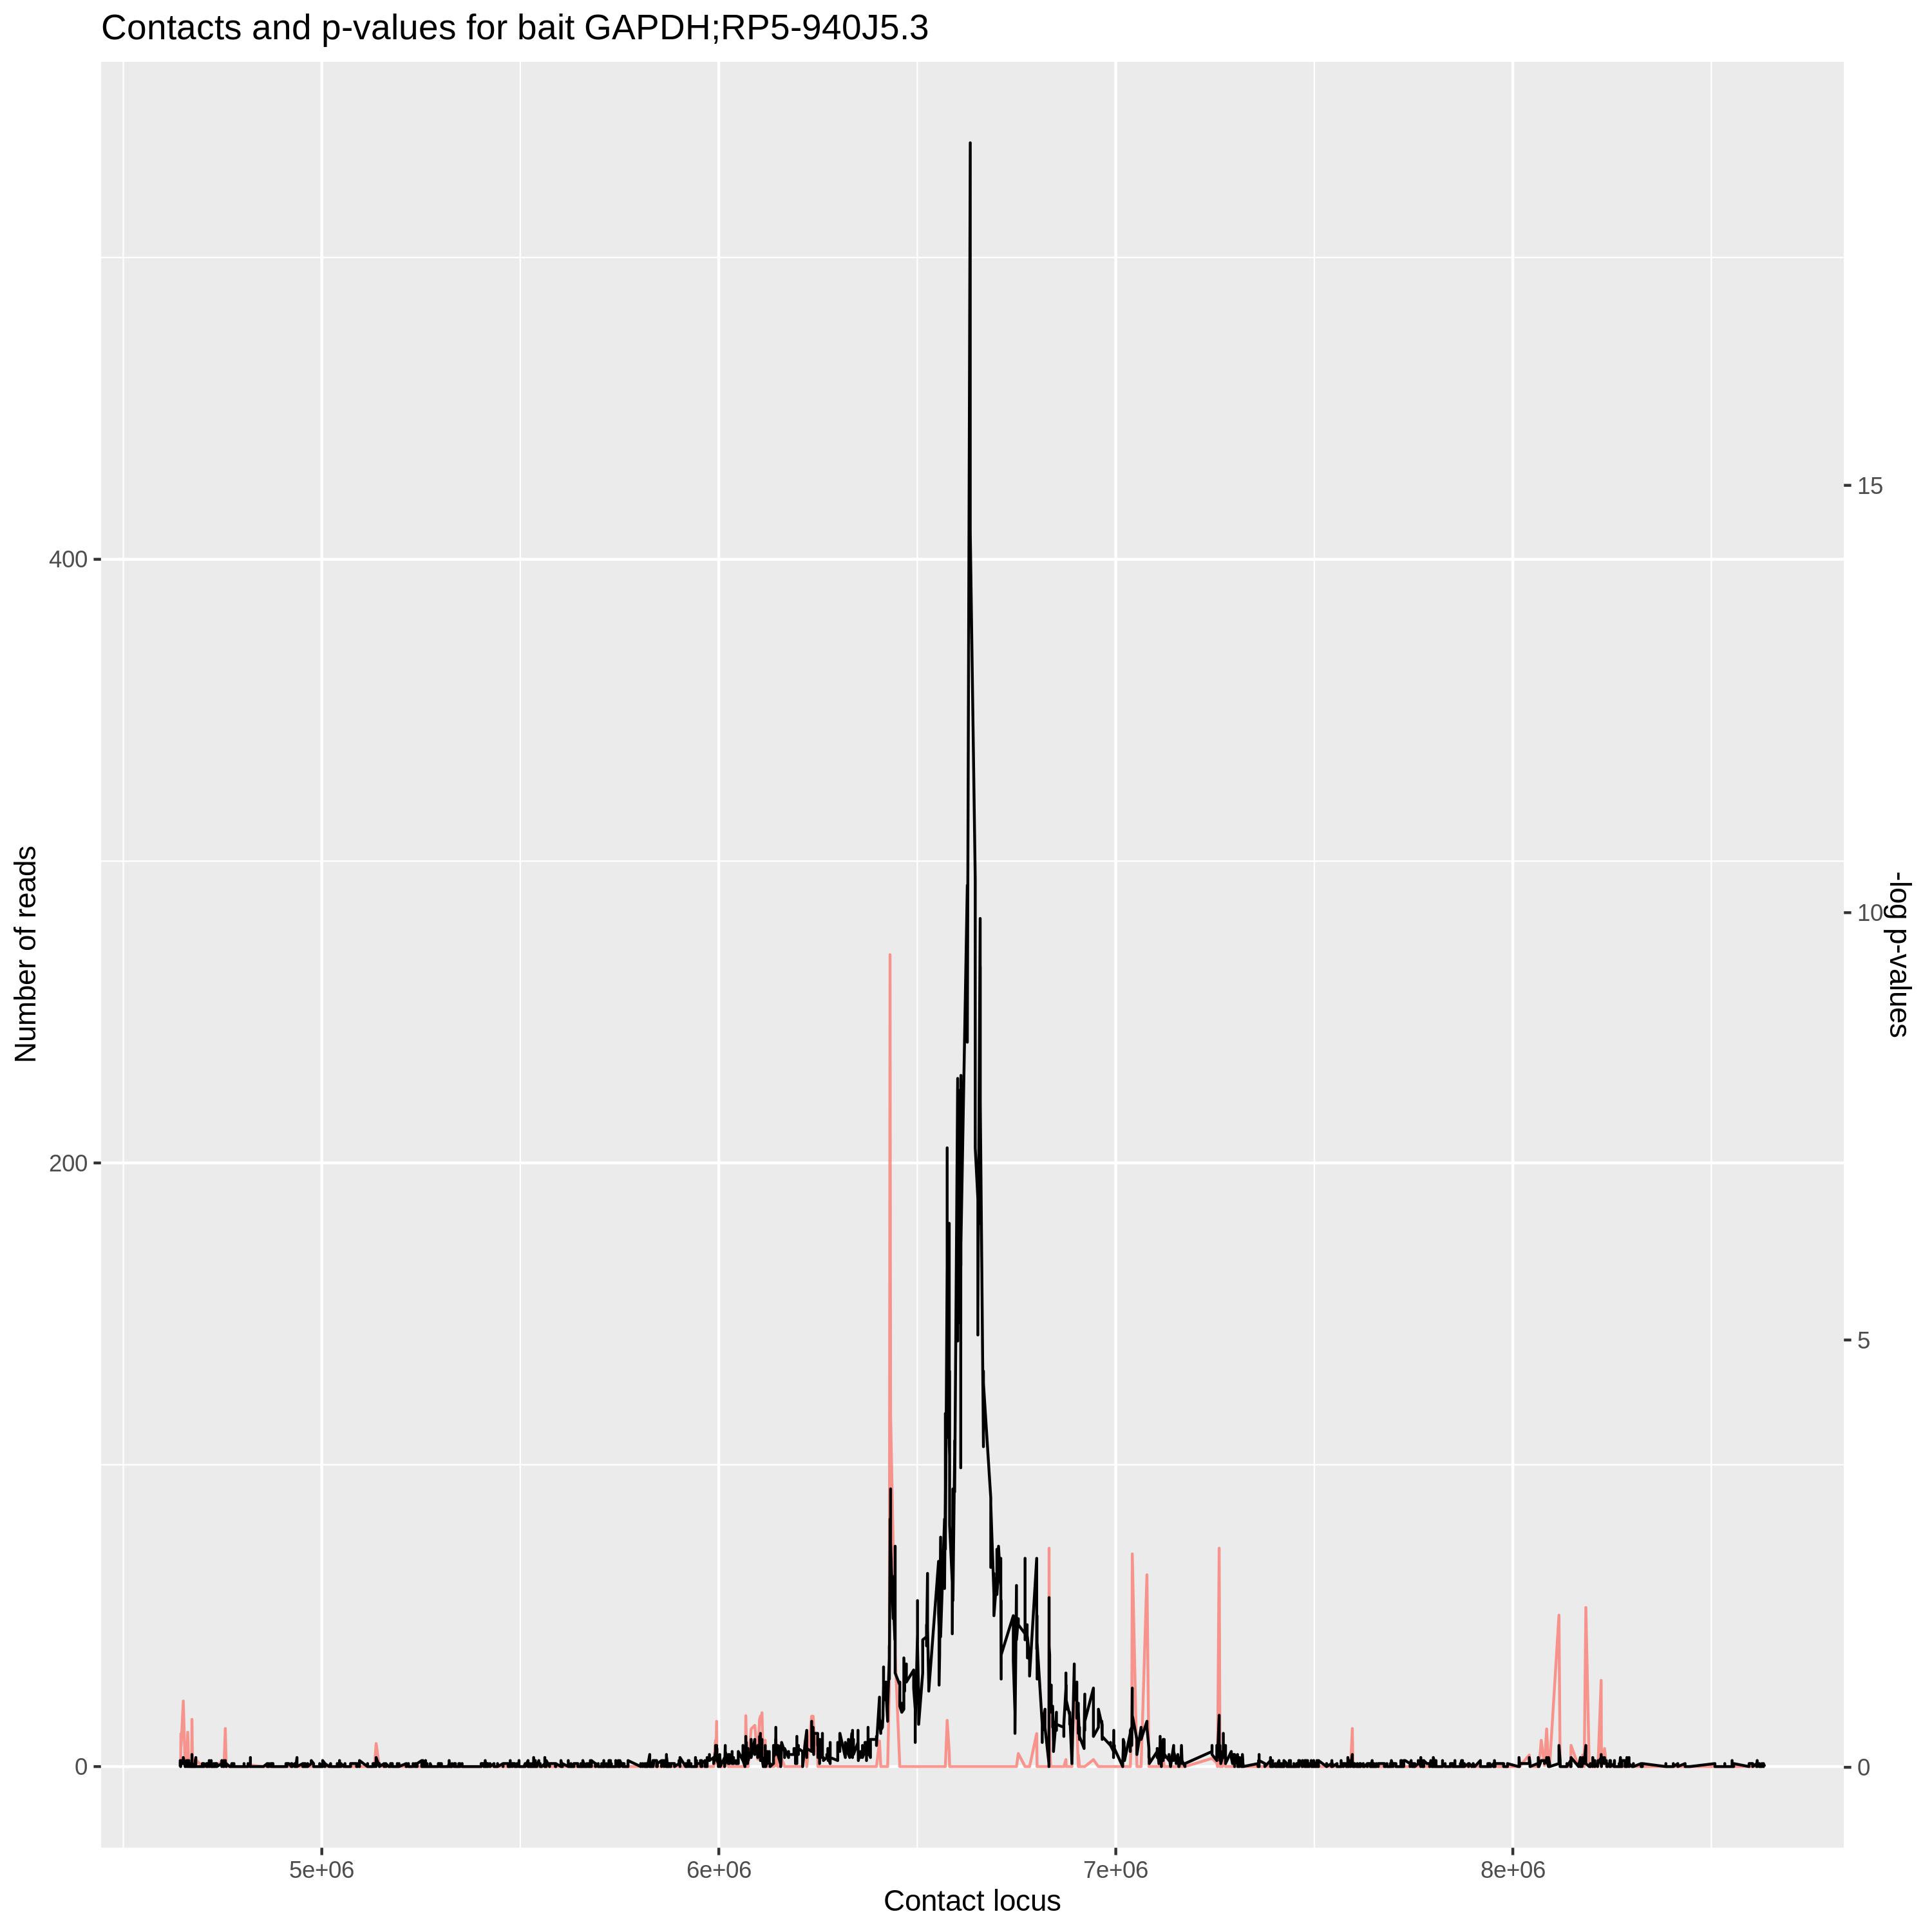 Contacts and p-values for bait GAPDH;RP5-940J5.3
Number of reads
400
200
0
15
10
5
0
-log p-values
5e+06 6e+06 7e+06 8e+06
Contact locus